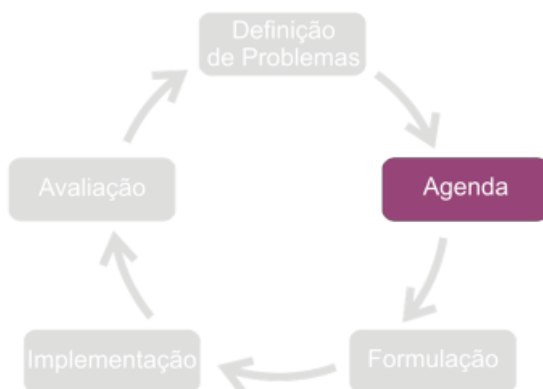 Definição
de Problemas
Agenda
Formulação
Implementação
Avaliação